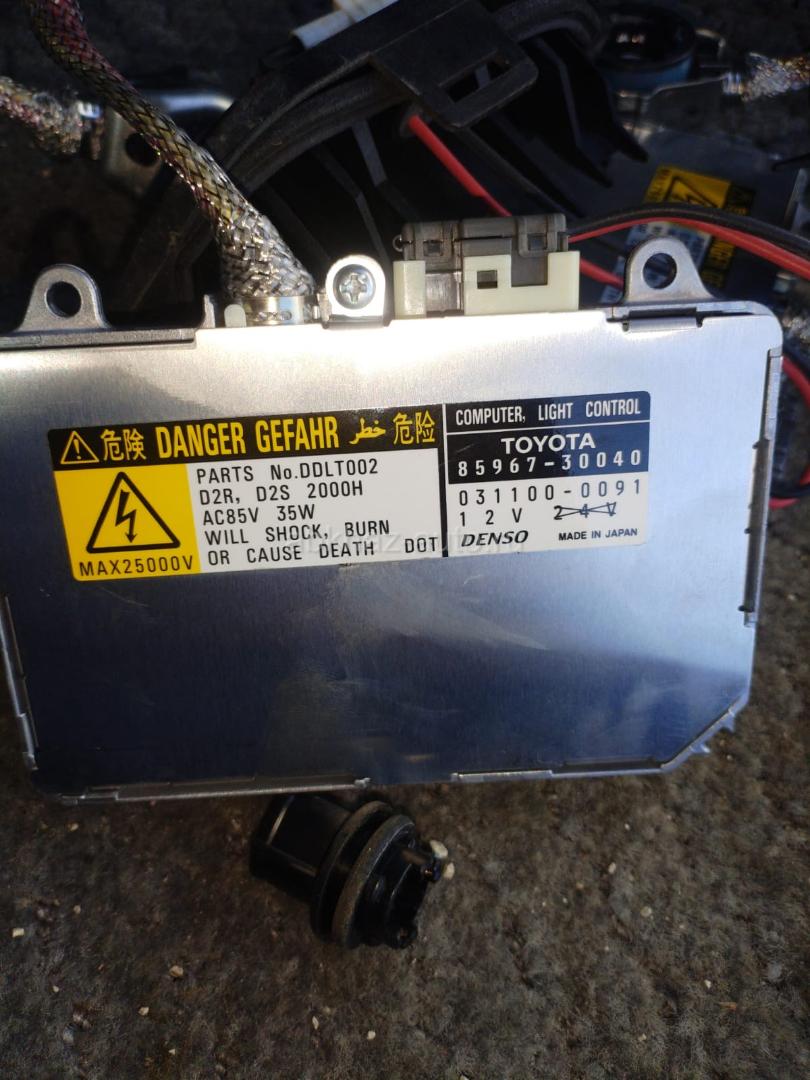 危険 DANGER GEFAHR خطر 危险
PARTS No.DDLT002
D2R, D2S 2000H
AC85V 35W
WILL SHOCK, BURN
OR CAUSE DEATH DOT
MAX25000V
COMPUTER, LIGHT CONTROL
TOYOTA
85967-30040
031100-0091
12V 24V
DENSO MADE IN JAPAN